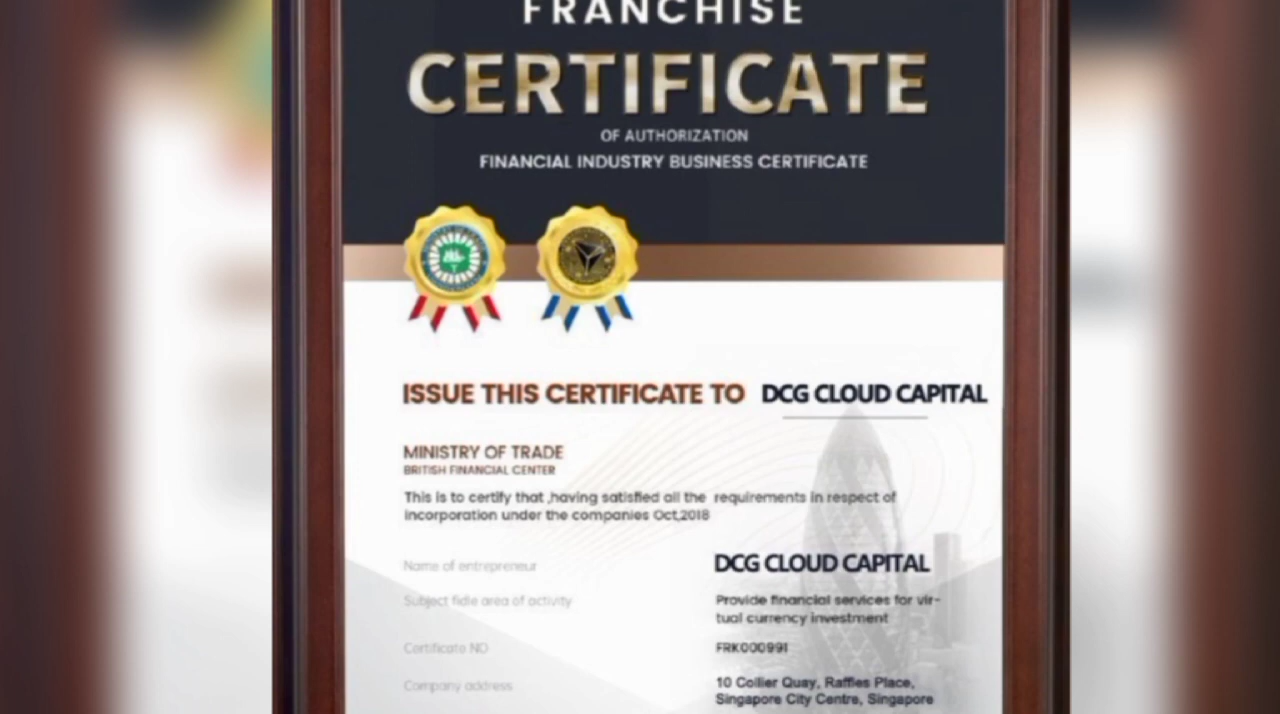 FRANCHISE
CERTIFICATE
OF AUTHORIZATION
FINANCIAL INDUSTRY BUSINESS CERTIFICATE
ISSUE THIS CERTIFICATE TO DCG CLOUD CAPITAL
MINISTRY OF TRADE
BRITISH FINANCIAL CENTER
This is to certify that ,having satisfied all the requirements in respect of
incorporation under the companies Oct,2018
Name of entrepreneur DCG CLOUD CAPITAL
Subject fidle area of activity Provide financial services for vir-
tual currency investment
Certificate NO FRK000991
Company address 10 Collier Quay, Raffles Place,
Singapore City Centre, Singapore